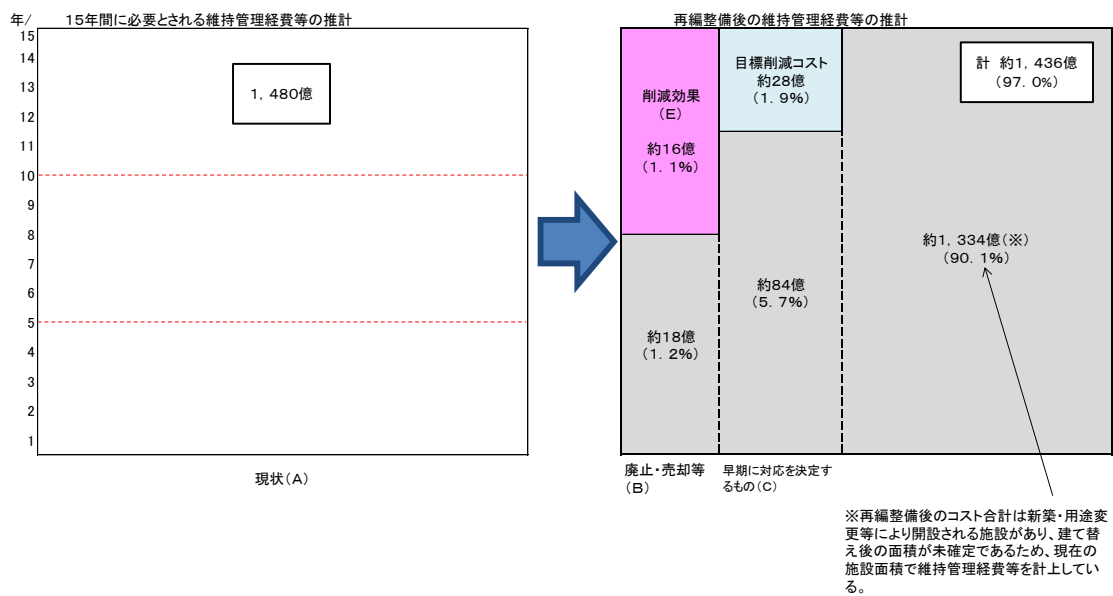 年/
15年間に必要とされる維持管理経費等の推計
15
14
13
12
11
10
9
8
7
6
5
4
3
2
1
1,480億
現状(A)
再編整備後の維持管理経費等の推計
削減効果
(E)
約16億
(1.1%)
約18億
(1.2%)
目標削減コスト
約28億
(1.9%)
約84億
(5.7%)
計 約1,436億
(97.0%)
約1,334億(※)
(90.1%)
廃止・売却等
(B)
早期に対応を決定す
るもの(C)
※再編整備後のコスト合計は新築・用途変
更等により開設される施設があり、建て替
え後の面積が未確定であるため、現在の
施設面積で維持管理経費等を計上してい
る。